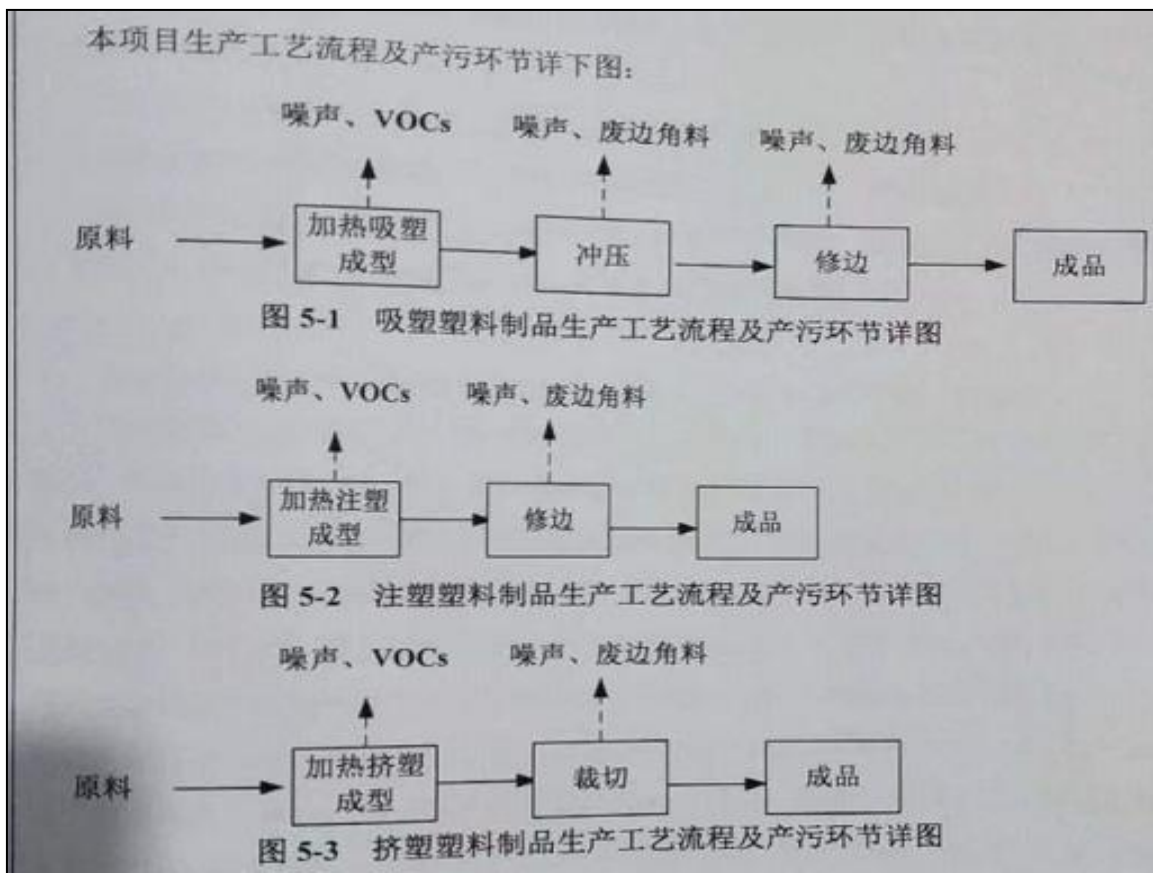 本项目生产工艺流程及产污环节详下图：
噪声、VOCs 噪声、废边角料 噪声、废边角料
原料 加热吸塑成型 冲压 修边 成品
图 5-1 吸塑塑料制品生产工艺流程及产污环节详图
噪声、VOCs 噪声、废边角料
原料 加热注塑成型 修边 成品
图 5-2 注塑塑料制品生产工艺流程及产污环节详图
噪声、VOCs 噪声、废边角料
原料 加热挤塑成型 裁切 成品
图 5-3 挤塑塑料制品生产工艺流程及产污环节详图